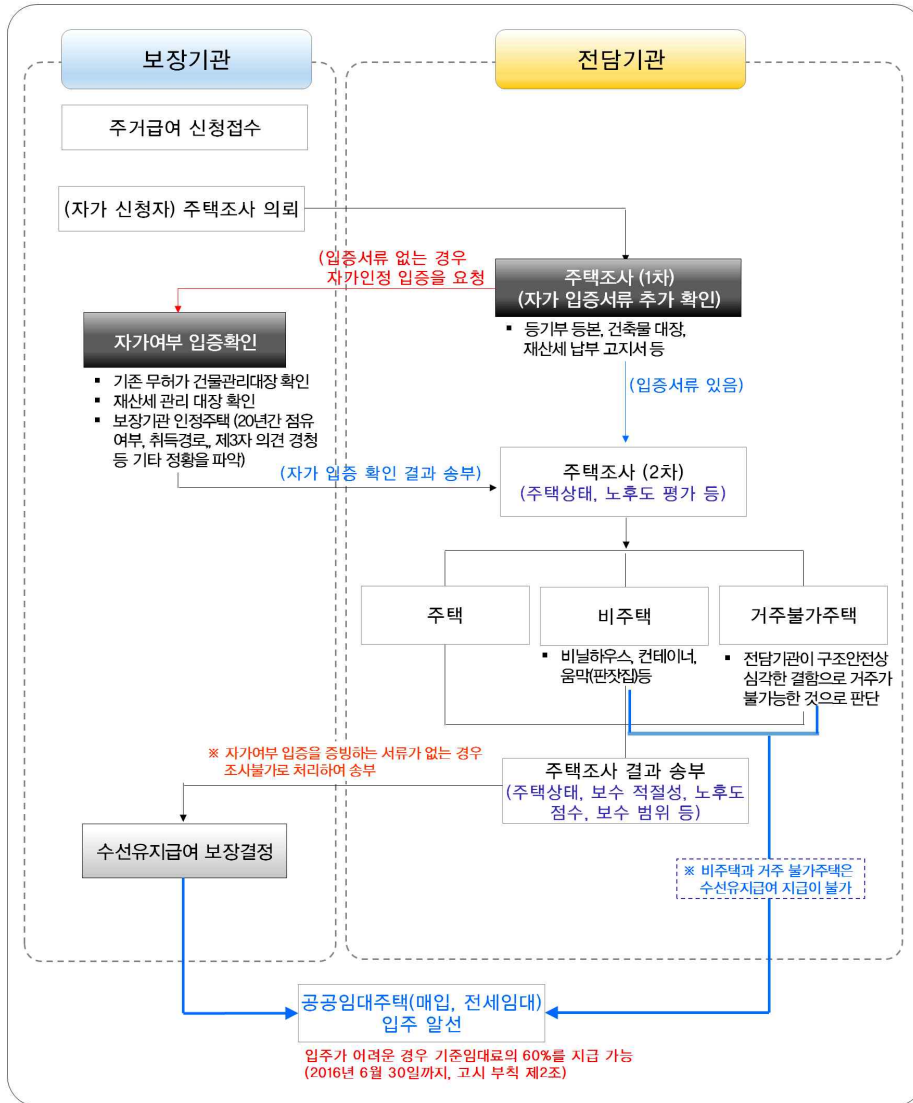 보장기관
전담기관
주거급여 신청접수
(자가 신청자) 주택조사 의뢰
(입증서류 없는 경우
자가인정 입증을 요청
주택조사 (1차)
(자가 입증서류 추가 확인)
▪ 등기부 등본, 건축물 대장,
재산세 납부 고지서 등
자가여부 입증확인
▪ 기존 무허가 건물관리대장 확인
▪ 재산세 관리 대장 확인
▪ 보장기관 인정주택 (20년간 점유
여부, 취득경로,, 제3자 의견 경청
등 기타 정황을 파악)
(입증서류 있음)
(자가 입증 확인 결과 송부)
주택조사 (2차)
(주택상태, 노후도 평가 등)
주택
비주택
거주불가주택
▪ 비닐하우스, 컨테이너,
움막(판잣집)등
▪ 전담기관이 구조안전상
심각한 결함으로 거주가
불가능한 것으로 판단
※ 자가여부 입증을 증빙하는 서류가 없는 경우
조사불가로 처리하여 송부
주택조사 결과 송부
(주택상태, 보수 적절성, 노후도
점수, 보수 범위 등)
수선유지급여 보장결정
※ 비주택과 거주 불가주택은
수선유지급여 지급이 불가
공공임대주택(매입, 전세임대)
입주 알선
입주가 어려운 경우 기준임대료의 60%를 지급 가능
(2016년 6월 30일까지, 고시 부칙 제2조)